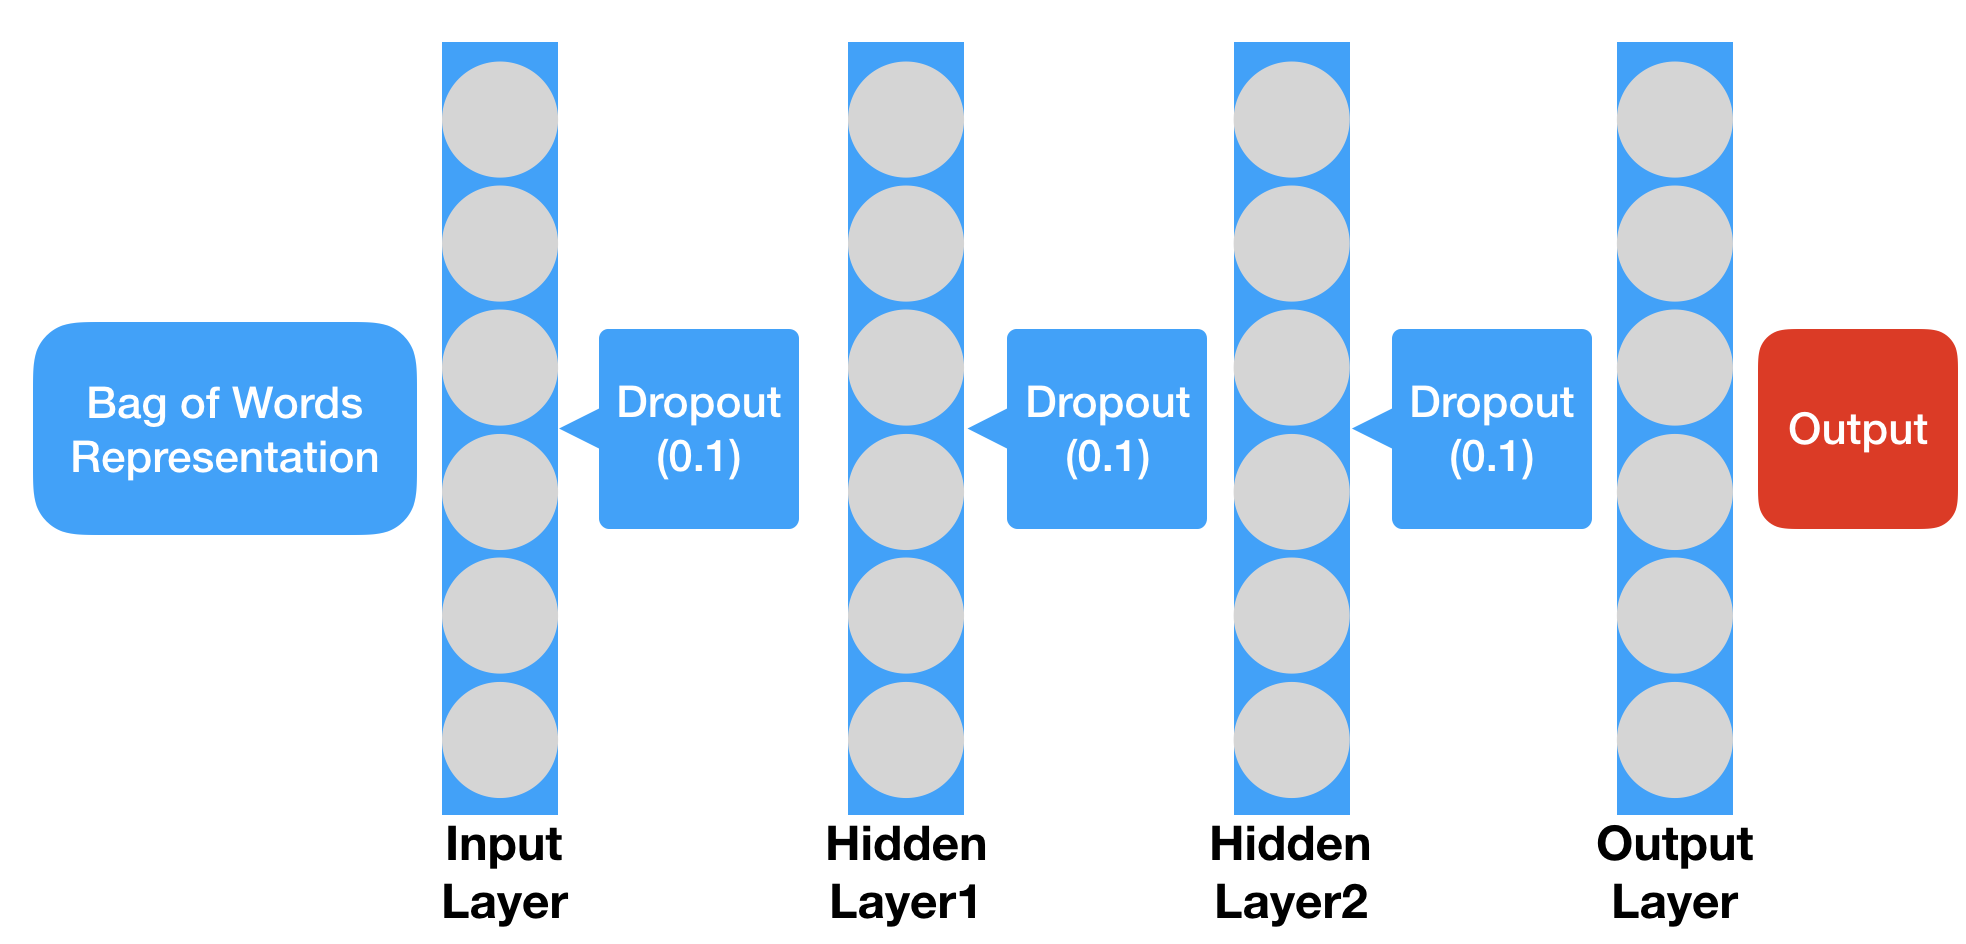 Bag of Words
Representation
Dropout
(0.1)
Dropout
(0.1)
Dropout
(0.1)
Output
Input
Layer
Hidden
Layer1
Hidden
Layer2
Output
Layer